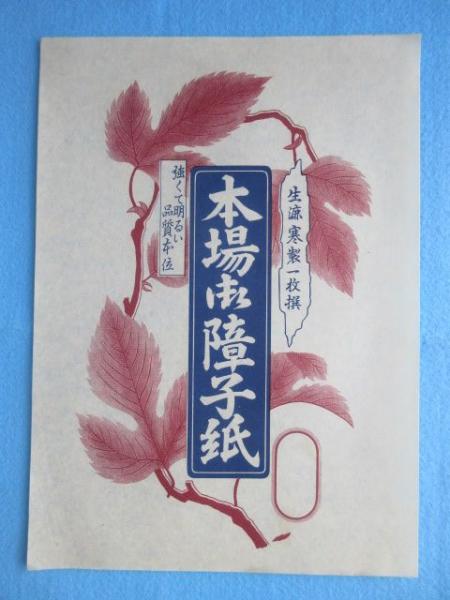 生漉寒製一枚撰
本場御障子紙
強くて明るい
品質本位